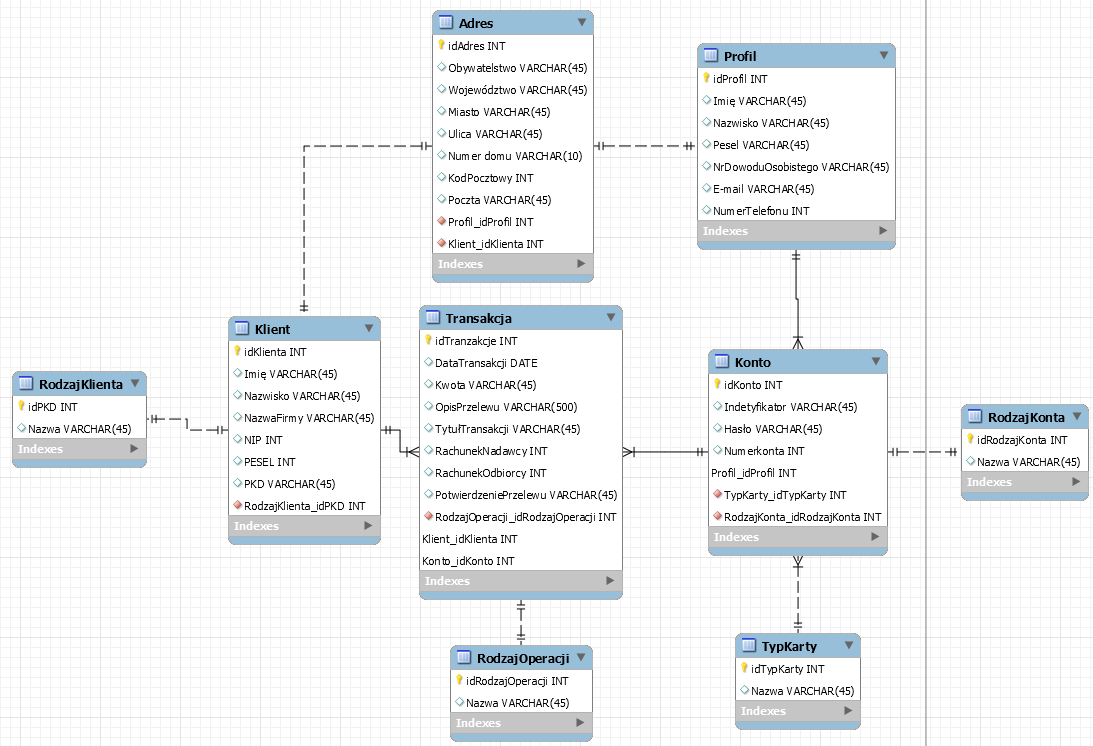 Adres
idAdres INT
Obywatelstwo VARCHAR(45)
Województwo VARCHAR(45)
Miasto VARCHAR(45)
Ulica VARCHAR(45)
Numer domu VARCHAR(10)
KodPocztowy INT
Poczta VARCHAR(45)
Profil_idProfil INT
Klient_idKlienta INT
Indexes
Profil
idProfil INT
Imię VARCHAR(45)
Nazwisko VARCHAR(45)
Pesel VARCHAR(45)
NrDowoduOsobistego VARCHAR(45)
E-mail VARCHAR(45)
NumerTelefonu INT
Indexes
RodzajKlienta
idPKD INT
Nazwa VARCHAR(45)
Indexes
Klient
idKlienta INT
Imię VARCHAR(45)
Nazwisko VARCHAR(45)
NazwaFirmy VARCHAR(45)
NIP INT
PESEL INT
PKD VARCHAR(45)
RodzajKlienta_idPKD INT
Indexes
Transakcja
idTranzakcje INT
DataTransakcji DATE
Kwota VARCHAR(45)
OpisPrzelewu VARCHAR(500)
TytułTransakcji VARCHAR(45)
RachunekNadawcy INT
RachunekOdbiorcy INT
PotwierdzeniePrzelewu VARCHAR(45)
RodzajOperacji_idRodzajOperacji INT
Klient_idKlienta INT
Konto_idKonto INT
Indexes
Konto
idKonto INT
Indetyfikator VARCHAR(45)
Hasło VARCHAR(45)
Numerkonta INT
Profil_idProfil INT
TypKarty_idTypKarty INT
RodzajKonta_idRodzajKonta INT
Indexes
RodzajKonta
idRodzajKonta INT
Nazwa VARCHAR(45)
Indexes
RodzajOperacji
idRodzajOperacji INT
Nazwa VARCHAR(45)
Indexes
TypKarty
idTypKarty INT
Nazwa VARCHAR(45)
Indexes